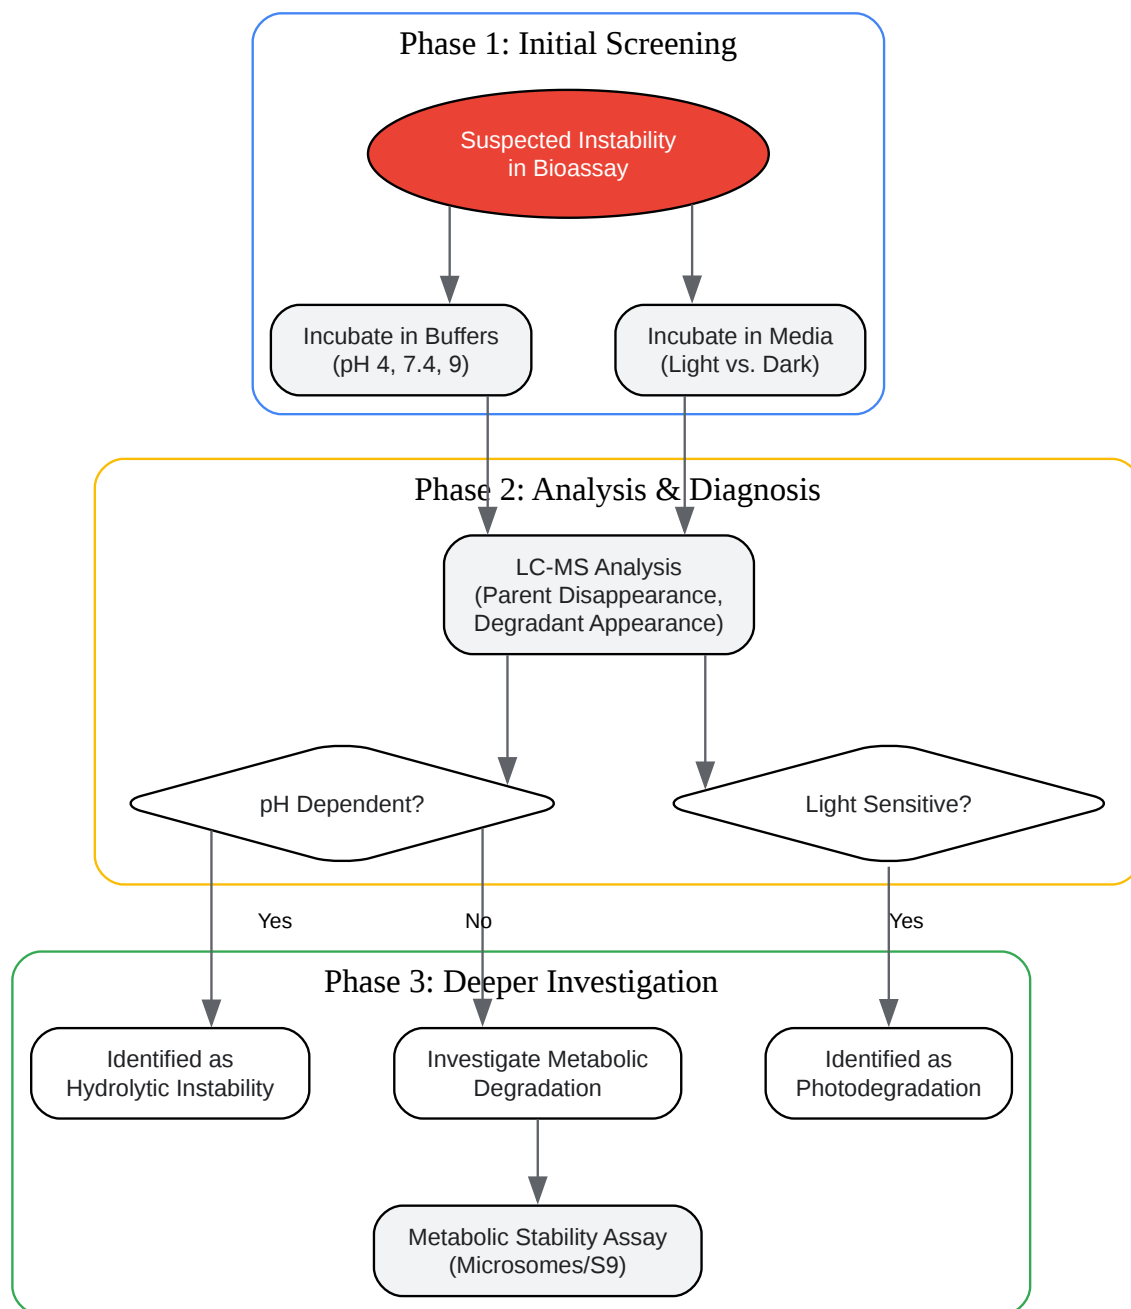 Phase 1: Initial Screening
Suspected Instability
in Bioassay
Incubate in Buffers
(pH 4, 7.4, 9)
Incubate in Media
(Light vs. Dark)
Phase 2: Analysis & Diagnosis
LC-MS Analysis
(Parent Disappearance,
Degradant Appearance)
pH Dependent?
Light Sensitive?
Yes
No
Yes
Phase 3: Deeper Investigation
Identified as
Hydrolytic Instability
Investigate Metabolic
Degradation
Identified as
Photodegradation
Metabolic Stability Assay
(Microsomes/S9)